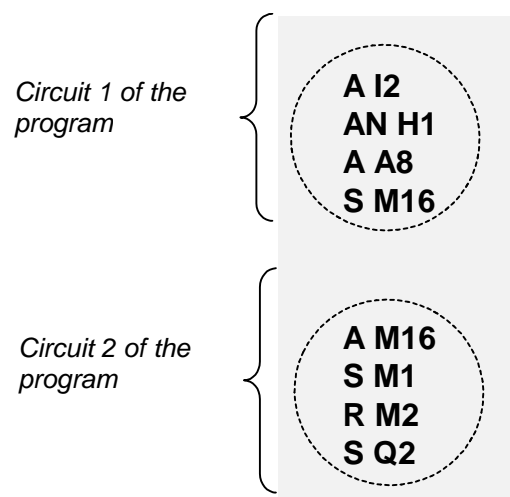 Circuit 1 of the
program
A I2
AN H1
A A8
S M16
Circuit 2 of the
program
A M16
S M1
R M2
S Q2